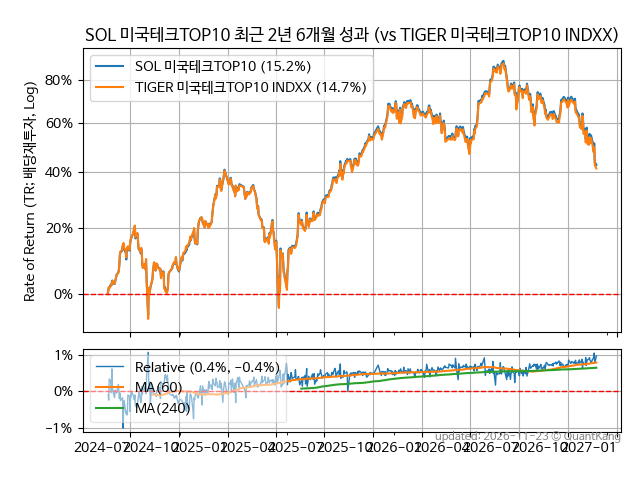 SOL 미국테크TOP10 최근 2년 6개월 성과 (vs TIGER 미국테크TOP10 INDXX)
Rate of Return (TR: 배당재투자, Log)
80%
60%
40%
20%
0%
SOL 미국테크TOP10 (15.2%)
TIGER 미국테크TOP10 INDXX (14.7%)
1%
0%
−1%
Relative (0.4%, −0.4%)
MA(60)
MA(240)
2024−07
2024−10
2025−01
2025−04
2025−07
2025−10
2026−01
2026−04
2026−07
2026−10
2027−01
updated: 2026−11−23 © QuantKang